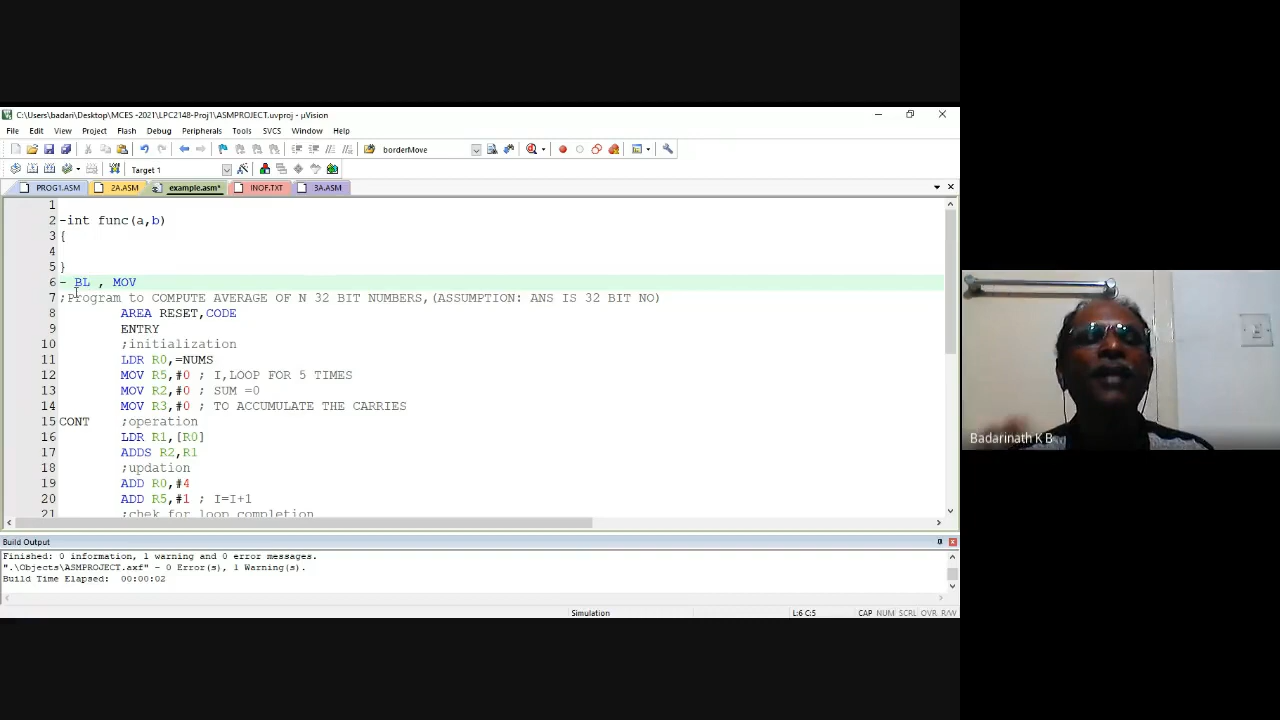 C:\Users\badari\Desktop\MCES -2021\LPC2148-Proj1\ASMPROJECT.uvproj - µVision
File Edit View Project Flash Debug Peripherals Tools SVCS Window Help
borderMove
Target 1
PROG1.ASM 2A.ASM example.asm* INOF.TXT 3A.ASM
1
2 -int func(a,b)
3 {
4
5 }
6 - BL , MOV
7 ;Program to COMPUTE AVERAGE OF N 32 BIT NUMBERS,(ASSUMPTION: ANS IS 32 BIT NO)
8 AREA RESET,CODE
9 ENTRY
10 ;initialization
11 LDR R0,=NUMS
12 MOV R5,#0 ; I,LOOP FOR 5 TIMES
13 MOV R2,#0 ; SUM =0
14 MOV R3,#0 ; TO ACCUMULATE THE CARRIES
15 CONT ;operation
16 LDR R1,[R0]
17 ADDS R2,R1
18 ;updation
19 ADD R0,#4
20 ADD R5,#1 ; I=I+1
21 ;chek for loop completion
Build Output
Finished: 0 information, 1 warning and 0 error messages.
".\Objects\ASMPROJECT.axf" - 0 Error(s), 1 Warning(s).
Build Time Elapsed: 00:00:02
Simulation L:6 C:5 CAP NUM SCRL OVR R/W
Badarinath K B